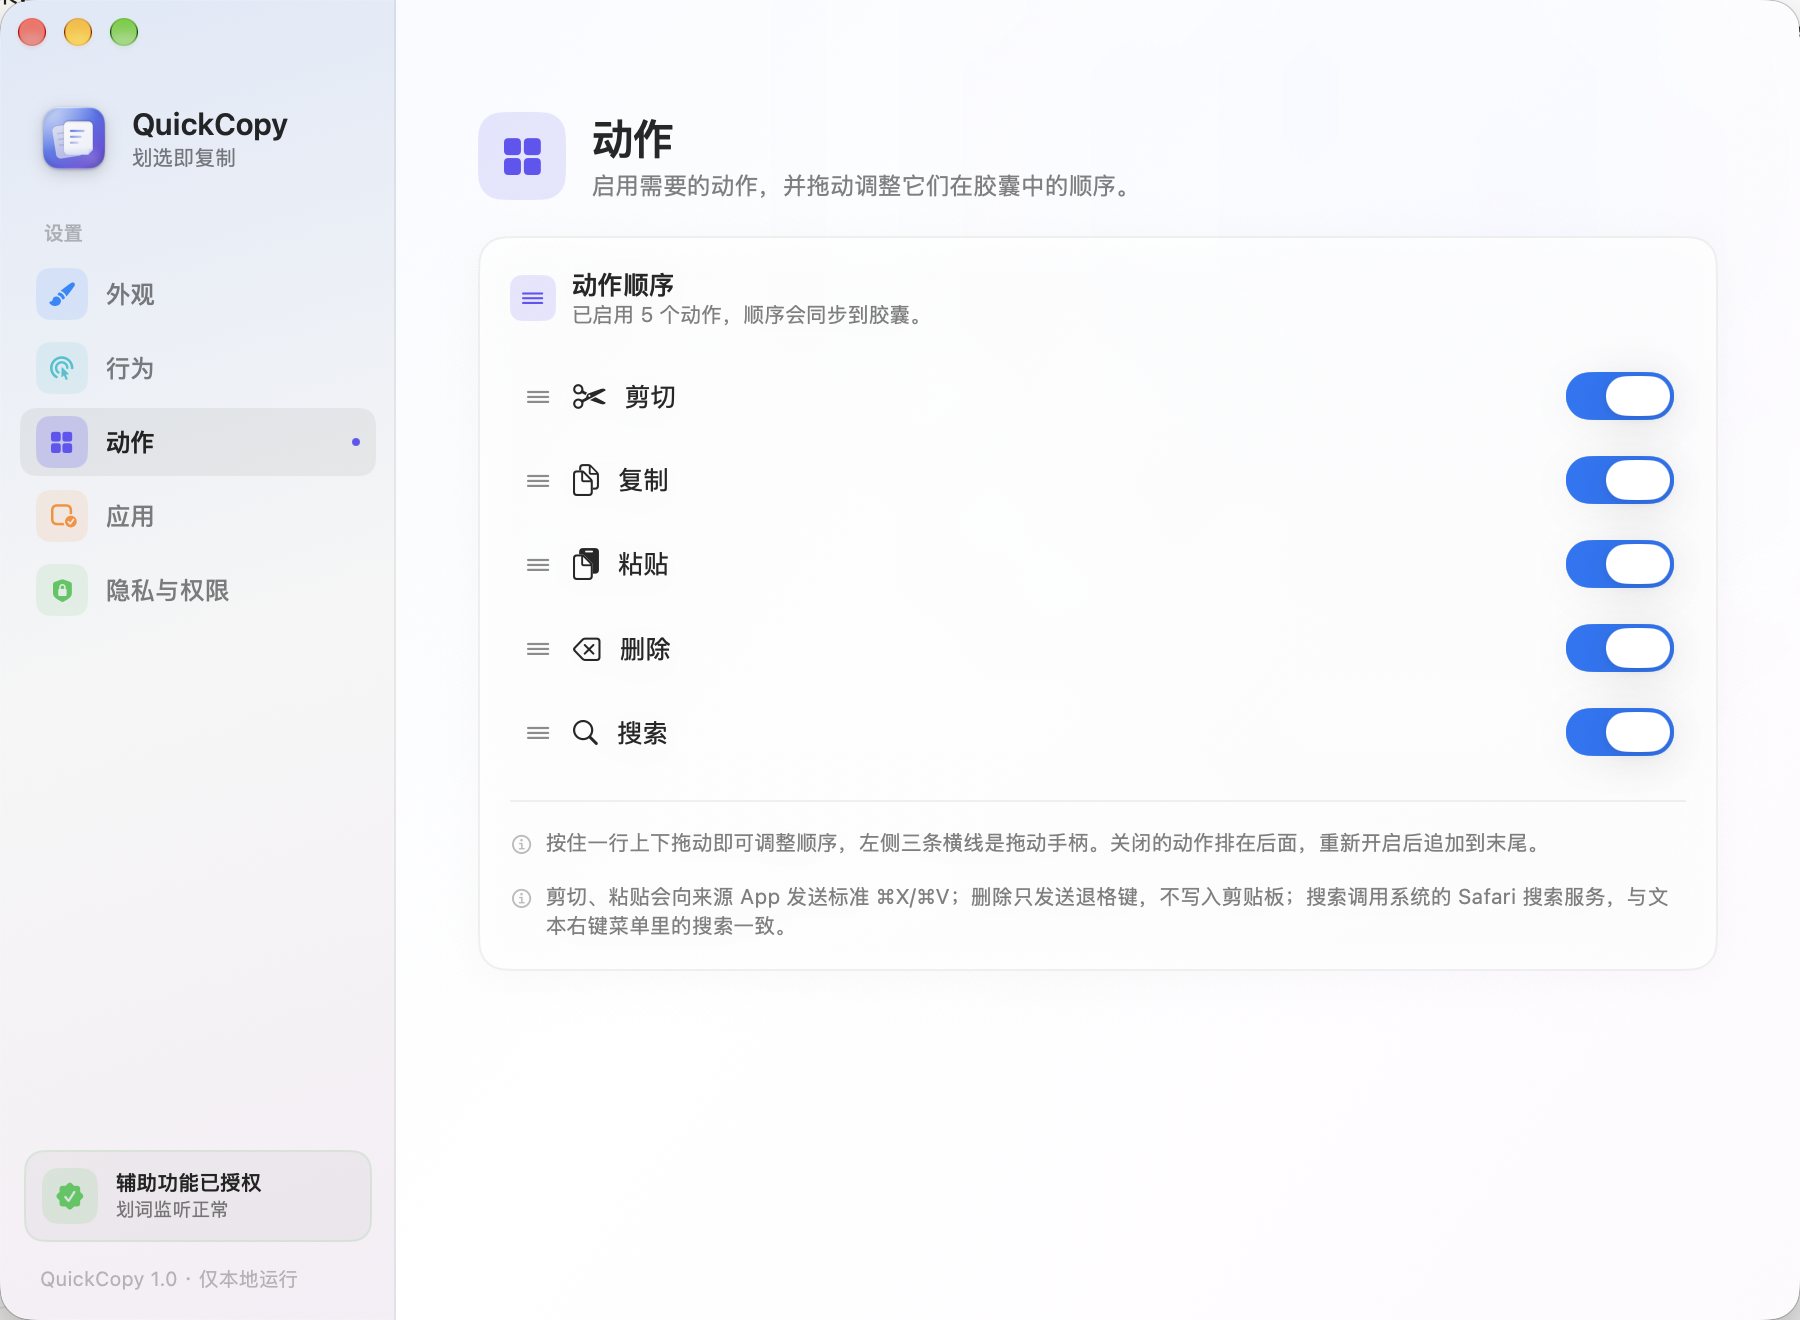 QuickCopy
划选即复制
设置
外观
行为
动作
应用
隐私与权限
辅助功能已授权
划词监听正常
QuickCopy 1.0 · 仅本地运行
动作
启用需要的动作，并拖动调整它们在胶囊中的顺序。
动作顺序
已启用 5 个动作，顺序会同步到胶囊。
剪切
复制
粘贴
删除
搜索
按住一行上下拖动即可调整顺序，左侧三条横线是拖动手柄。关闭的动作排在后面，重新开启后追加到末尾。
剪切、粘贴会向来源 App 发送标准 ⌘X/⌘V；删除只发送退格键，不写入剪贴板；搜索调用系统的 Safari 搜索服务，与文
本右键菜单里的搜索一致。